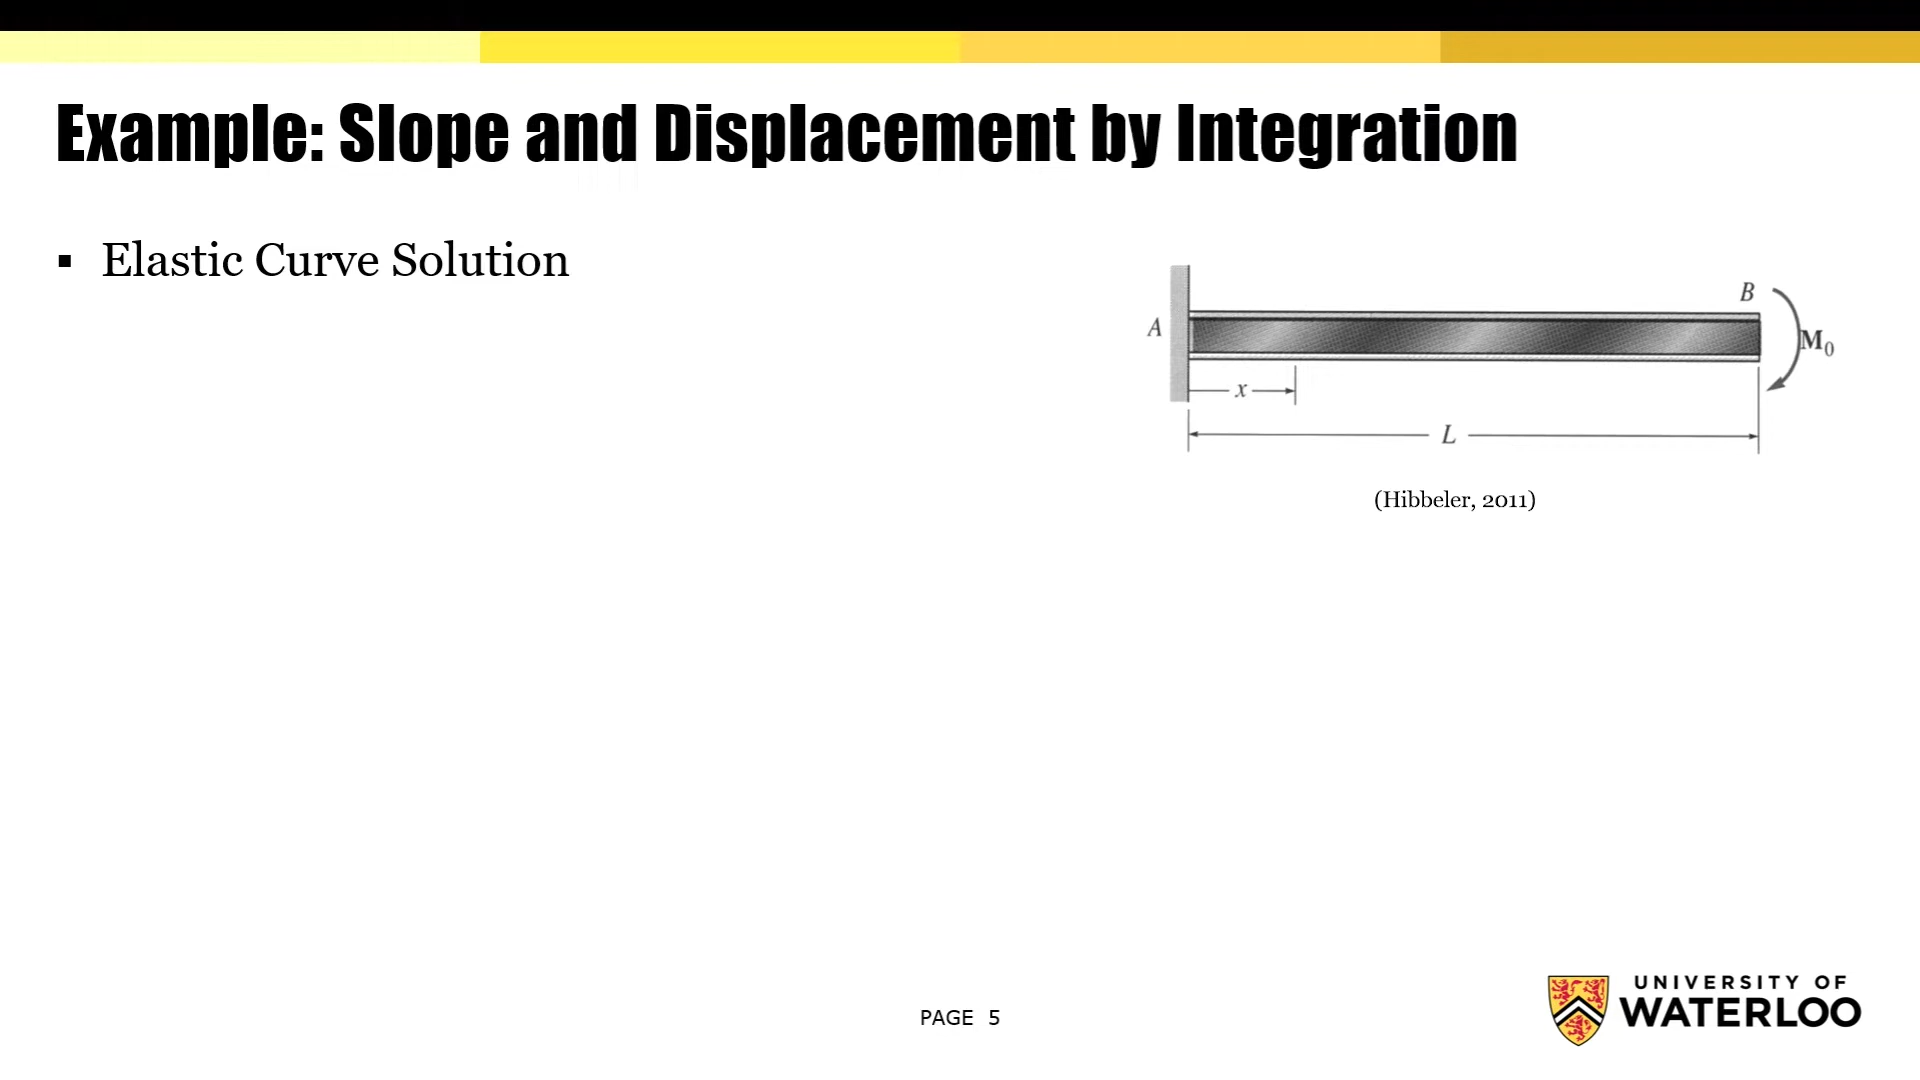 Example: Slope and Displacement by Integration
▪ Elastic Curve Solution
B
A
M₀
x
L
(Hibbeler, 2011)
PAGE 5
UNIVERSITY OF
WATERLOO